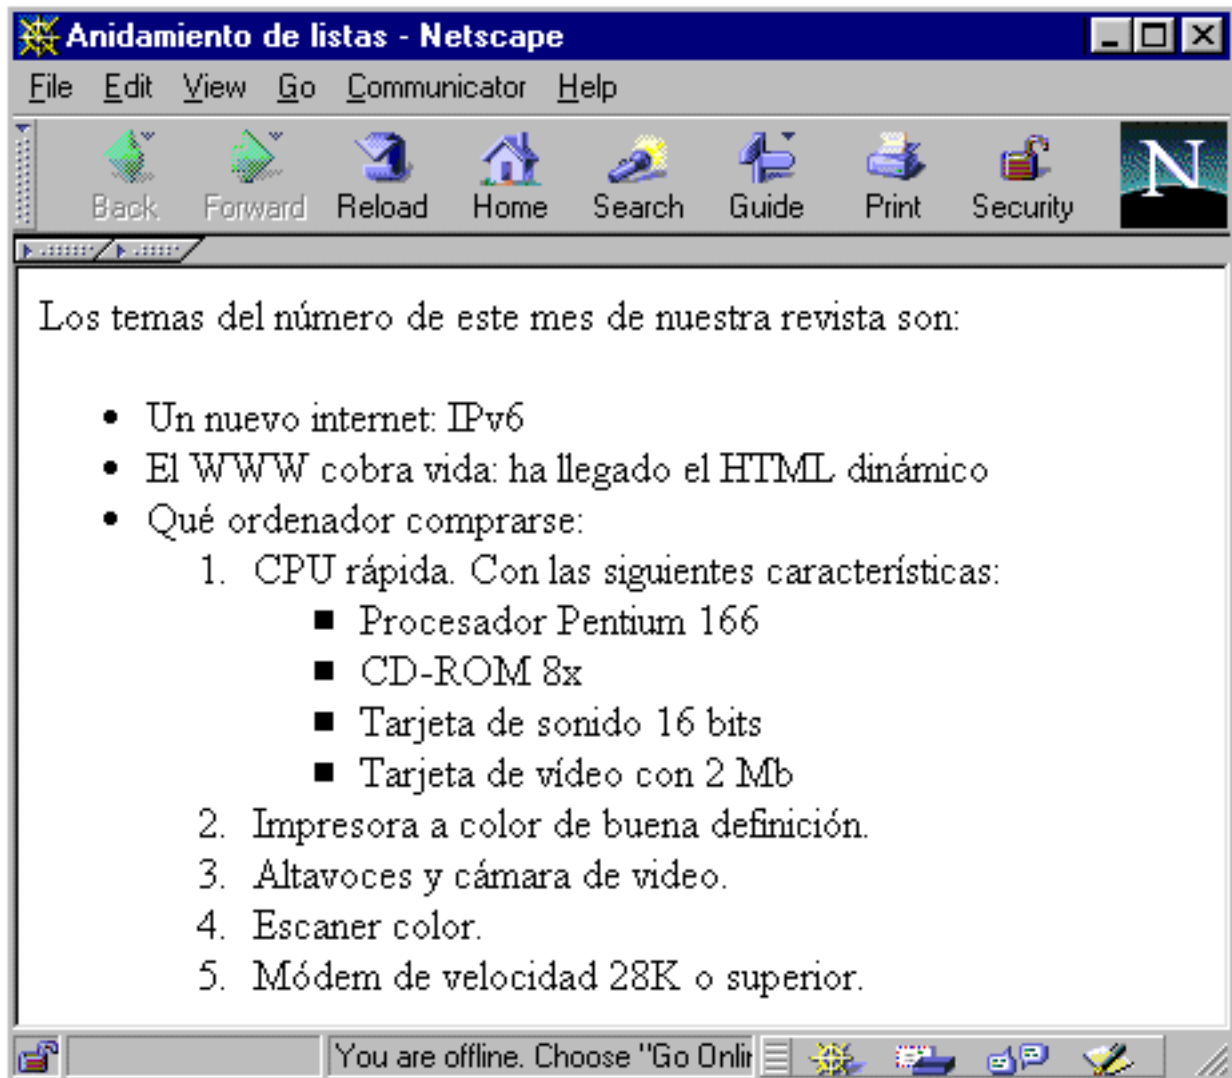 Anidamiento de listas - Netscape
File Edit View Go Communicator Help
Back Forward Reload Home Search Guide Print Security
N
Los temas del número de este mes de nuestra revista son:
• Un nuevo internet: IPv6
• El WWW cobra vida: ha llegado el HTML dinámico
• Qué ordenador comprarse:
1. CPU rápida. Con las siguientes características:
■ Procesador Pentium 166
■ CD-ROM 8x
■ Tarjeta de sonido 16 bits
■ Tarjeta de vídeo con 2 Mb
2. Impresora a color de buena definición.
3. Altavoces y cámara de video.
4. Escaner color.
5. Módem de velocidad 28K o superior.
You are offline. Choose "Go Onlin